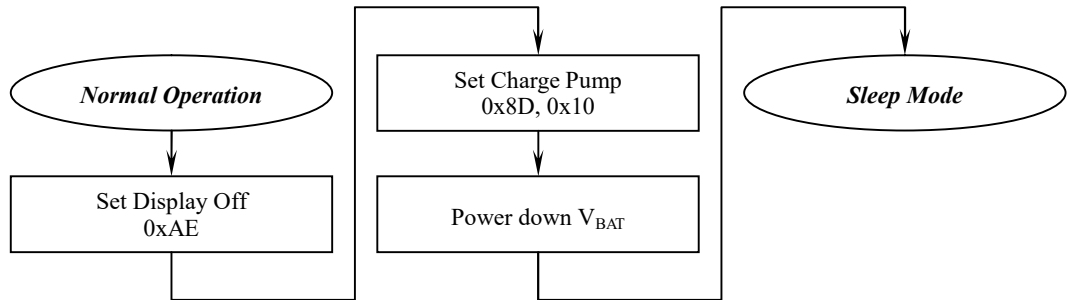 Normal Operation
Set Display Off
0xAE
Set Charge Pump
0x8D, 0x10
Power down VBAT
Sleep Mode